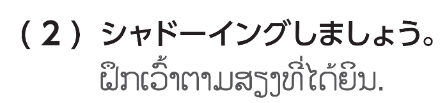 (2) シャドーイングしましょう。
ຝຶກເວົ້າຕາມສຽງທີ່ໄດ້ຍິນ.